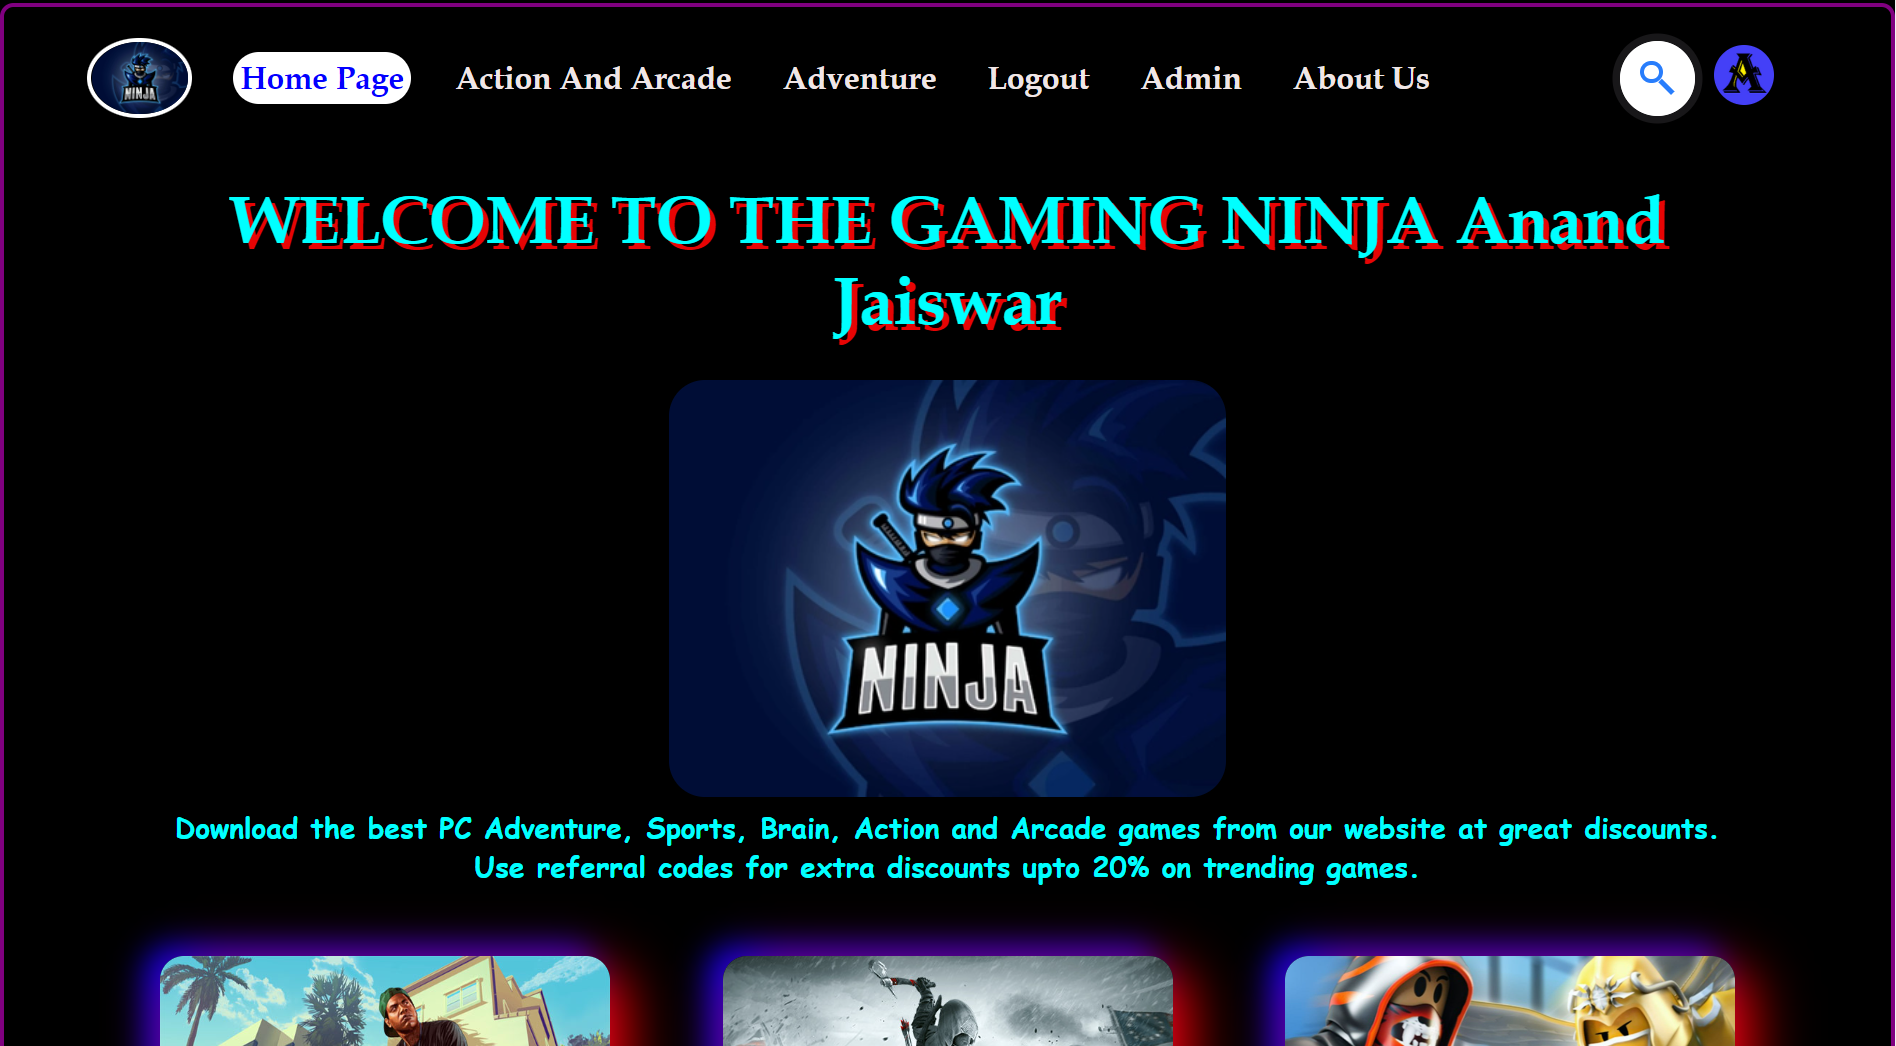 NINJA
Home Page
Action And Arcade
Adventure
Logout
Admin
About Us
A
WELCOME TO THE GAMING NINJA Anand
Jaiswar
NINJA
Download the best PC Adventure, Sports, Brain, Action and Arcade games from our website at great discounts.
Use referral codes for extra discounts upto 20% on trending games.